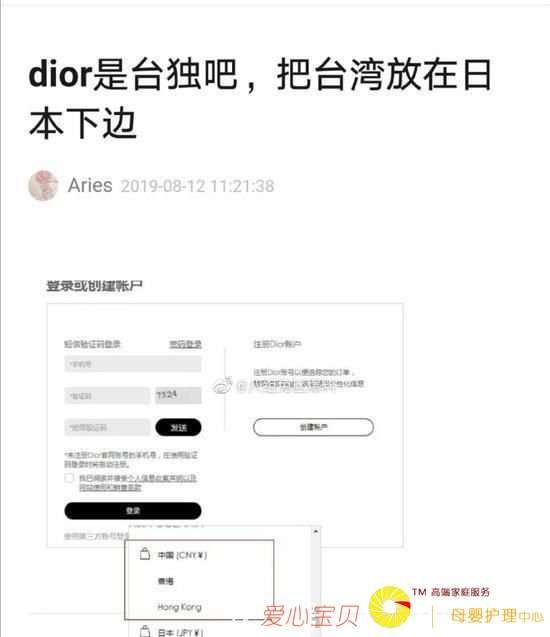 dior是台独吧，把台湾放在日
本下边
Aries 2019-08-12 11:21:38
登录或创建帐户
短信验证码登录 密码登录
*手机号
*验证码 7524
*短信验证码 发送
*未注册Dior官网账号的手机号，在使用验证
码登录时将自动注册。
我已阅读并接受个人信息收集声明以及
网站使用和销售条款
登录
使用第三方账号登录
注册Dior账户
注册Dior账号以便追踪您的订单，
性化信息
创建帐户
中国 (CNY ¥)
香港
Hong Kong
日本 (JPY ¥)
爱心宝贝
TM 高端家庭服务
母婴护理中心